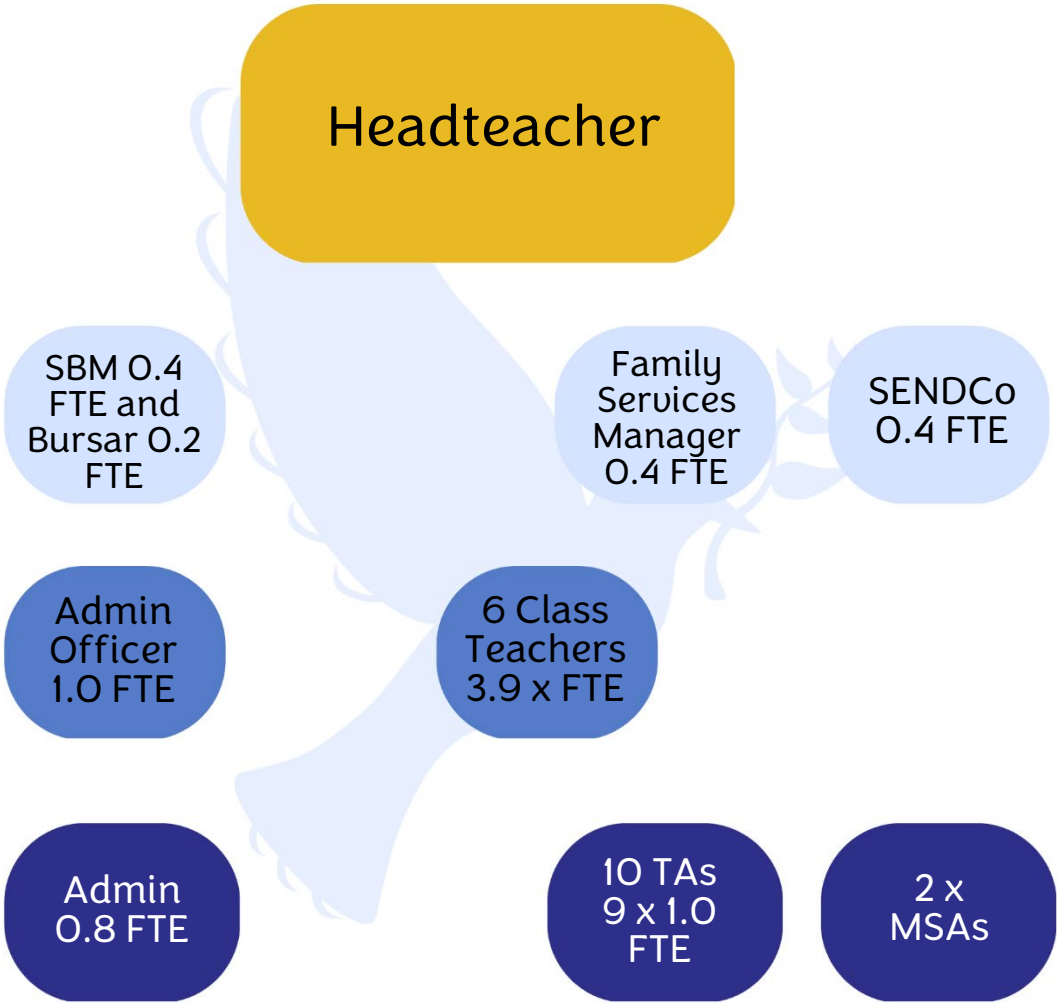 Headteacher
SBM 0.4
FTE and
Bursar 0.2
FTE
Family
Services
Manager
0.4 FTE
SENDCo
0.4 FTE
Admin
Officer
1.0 FTE
6 Class
Teachers
3.9 x FTE
Admin
0.8 FTE
10 TAs
9 x 1.0
FTE
2 x
MSAs